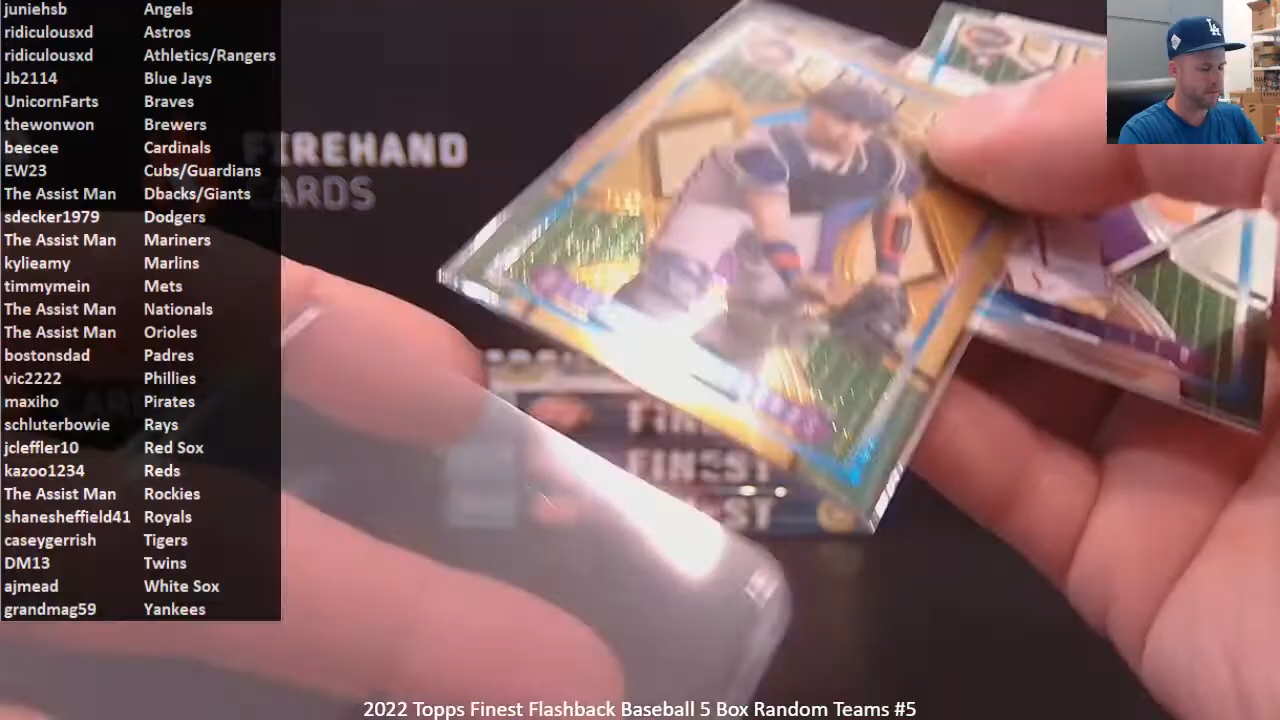 juniehsb Angels
ridiculousxd Astros
ridiculousxd Athletics/Rangers
Jb2114 Blue Jays
UnicornFarts Braves
thewonwon Brewers
beecee Cardinals
EW23 Cubs/Guardians
The Assist Man Dbacks/Giants
sdecker1979 Dodgers
The Assist Man Mariners
kylieamy Marlins
timmymein Mets
The Assist Man Nationals
The Assist Man Orioles
bostonsdad Padres
vic2222 Phillies
maxiho Pirates
schluterbowie Rays
jcleffler10 Red Sox
kazoo1234 Reds
The Assist Man Rockies
shanesheffield41 Royals
caseygerrish Tigers
DM13 Twins
ajmead White Sox
grandmag59 Yankees
FIREHAND
CARDS
FINEST
LA
2022 Topps Finest Flashback Baseball 5 Box Random Teams #5